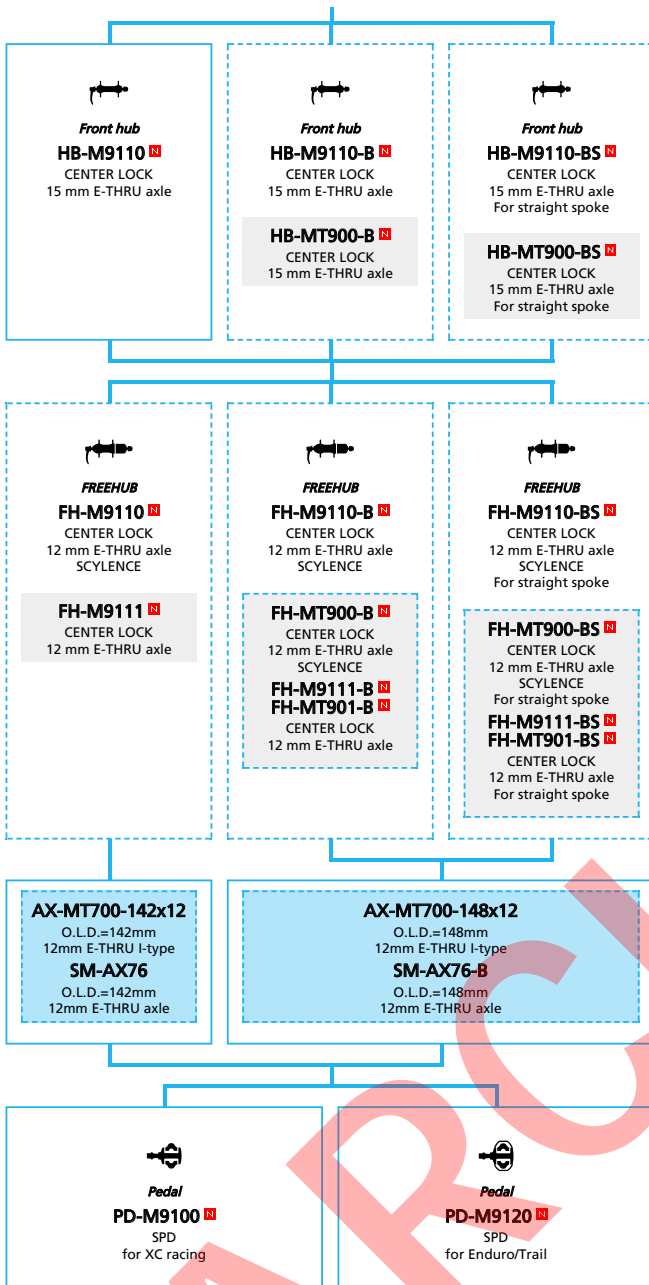 Front hub
HB-M9110 N
CENTER LOCK
15 mm E-THRU axle
Front hub
HB-M9110-B N
CENTER LOCK
15 mm E-THRU axle
HB-MT900-B N
CENTER LOCK
15 mm E-THRU axle
Front hub
HB-M9110-BS N
CENTER LOCK
15 mm E-THRU axle
For straight spoke
HB-MT900-BS N
CENTER LOCK
15 mm E-THRU axle
For straight spoke
FREEHUB
FH-M9110 N
CENTER LOCK
12 mm E-THRU axle
SCYLENCE
FH-M9111 N
CENTER LOCK
12 mm E-THRU axle
FREEHUB
FH-M9110-B N
CENTER LOCK
12 mm E-THRU axle
SCYLENCE
FH-MT900-B N
CENTER LOCK
12 mm E-THRU axle
SCYLENCE
FH-M9111-B N
FH-MT901-B N
CENTER LOCK
12 mm E-THRU axle
FREEHUB
FH-M9110-BS N
CENTER LOCK
12 mm E-THRU axle
SCYLENCE
For straight spoke
FH-MT900-BS N
CENTER LOCK
12 mm E-THRU axle
SCYLENCE
For straight spoke
FH-M9111-BS N
FH-MT901-BS N
CENTER LOCK
12 mm E-THRU axle
For straight spoke
AX-MT700-142x12
O.L.D.=142mm
12mm E-THRU I-type
SM-AX76
O.L.D.=142mm
12mm E-THRU axle
AX-MT700-148x12
O.L.D.=148mm
12mm E-THRU I-type
SM-AX76-B
O.L.D.=148mm
12mm E-THRU axle
Pedal
PD-M9100 N
SPD
for XC racing
Pedal
PD-M9120 N
SPD
for Enduro/Trail